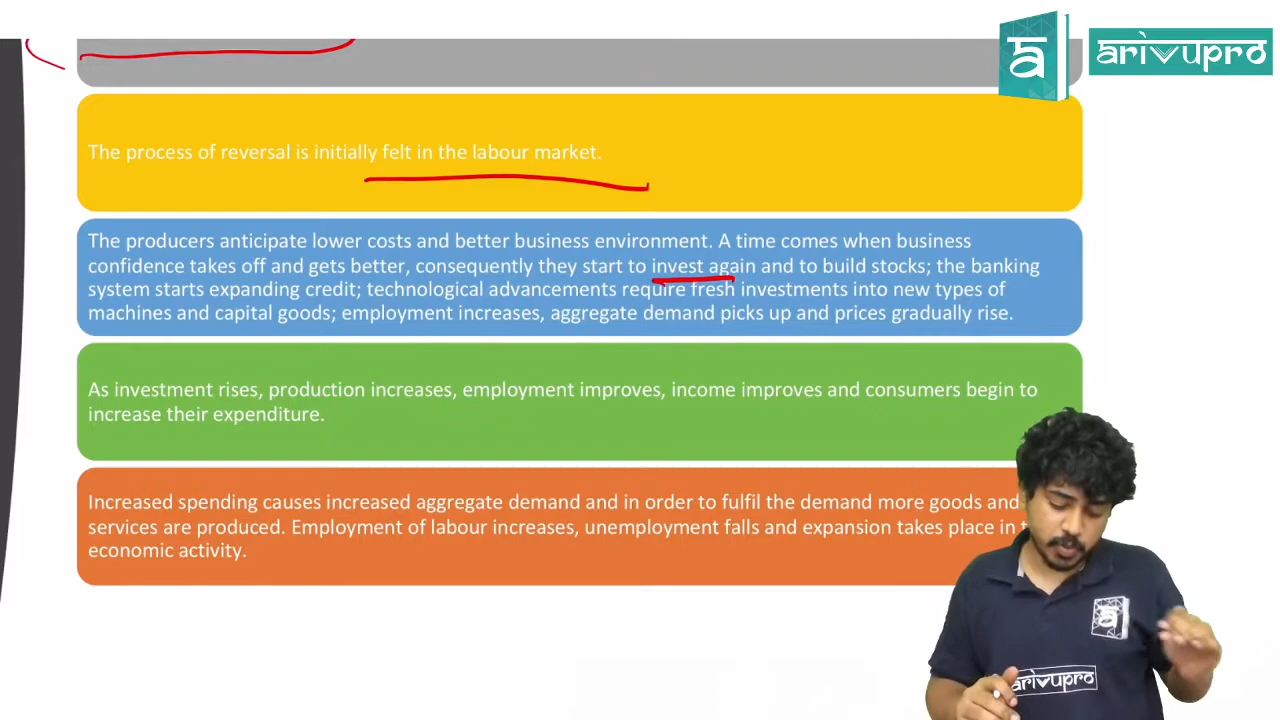 arivupro
The process of reversal is initially felt in the labour market.
The producers anticipate lower costs and better business environment. A time comes when business
confidence takes off and gets better, consequently they start to invest again and to build stocks; the banking
system starts expanding credit; technological advancements require fresh investments into new types of
machines and capital goods; employment increases, aggregate demand picks up and prices gradually rise.
As investment rises, production increases, employment improves, income improves and consumers begin to
increase their expenditure.
Increased spending causes increased aggregate demand and in order to fulfil the demand more goods and
services are produced. Employment of labour increases, unemployment falls and expansion takes place in
economic activity.
arivupro